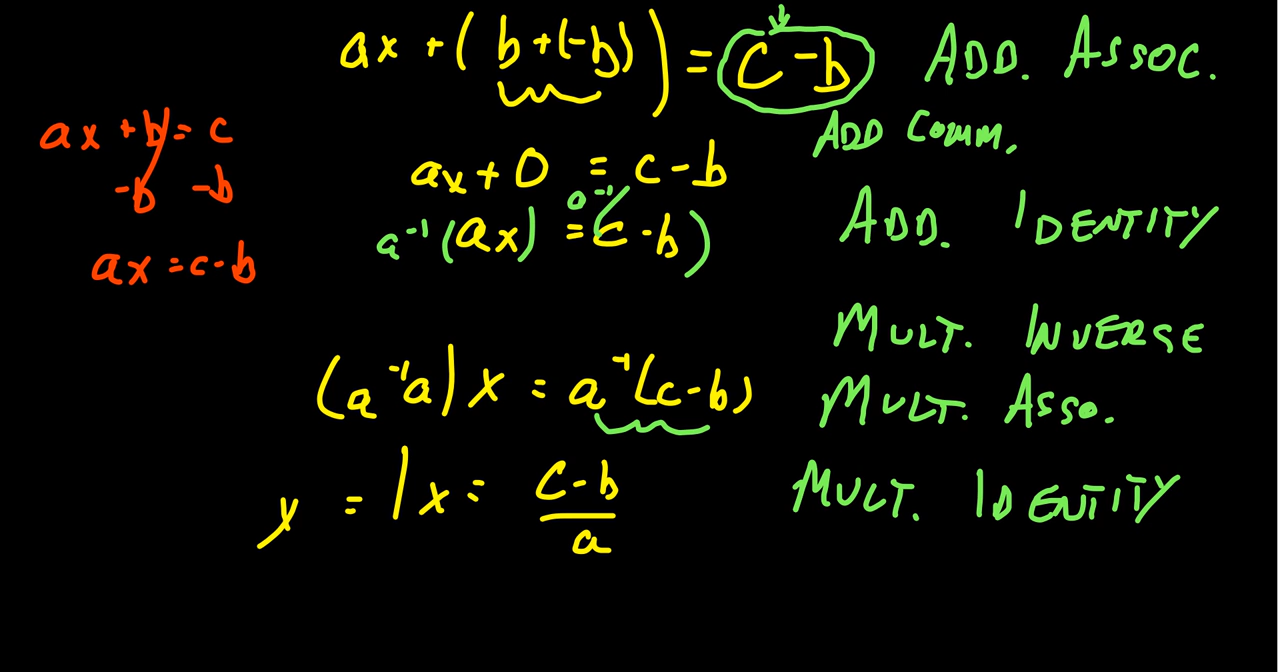 ax + (b + (-b)) = C - b ADD. ASSOC.
ADD COMM.
ax + b = c
-b -b
ax = c - b
ax + 0 = c - b
a⁻¹(ax) = a⁻¹(c - b) ADD. IDENTITY
MULT. INVERSE
(a⁻¹a)x = a⁻¹(c - b) MULT. ASSO.
x = 1x = C - b / a MULT. IDENTITY